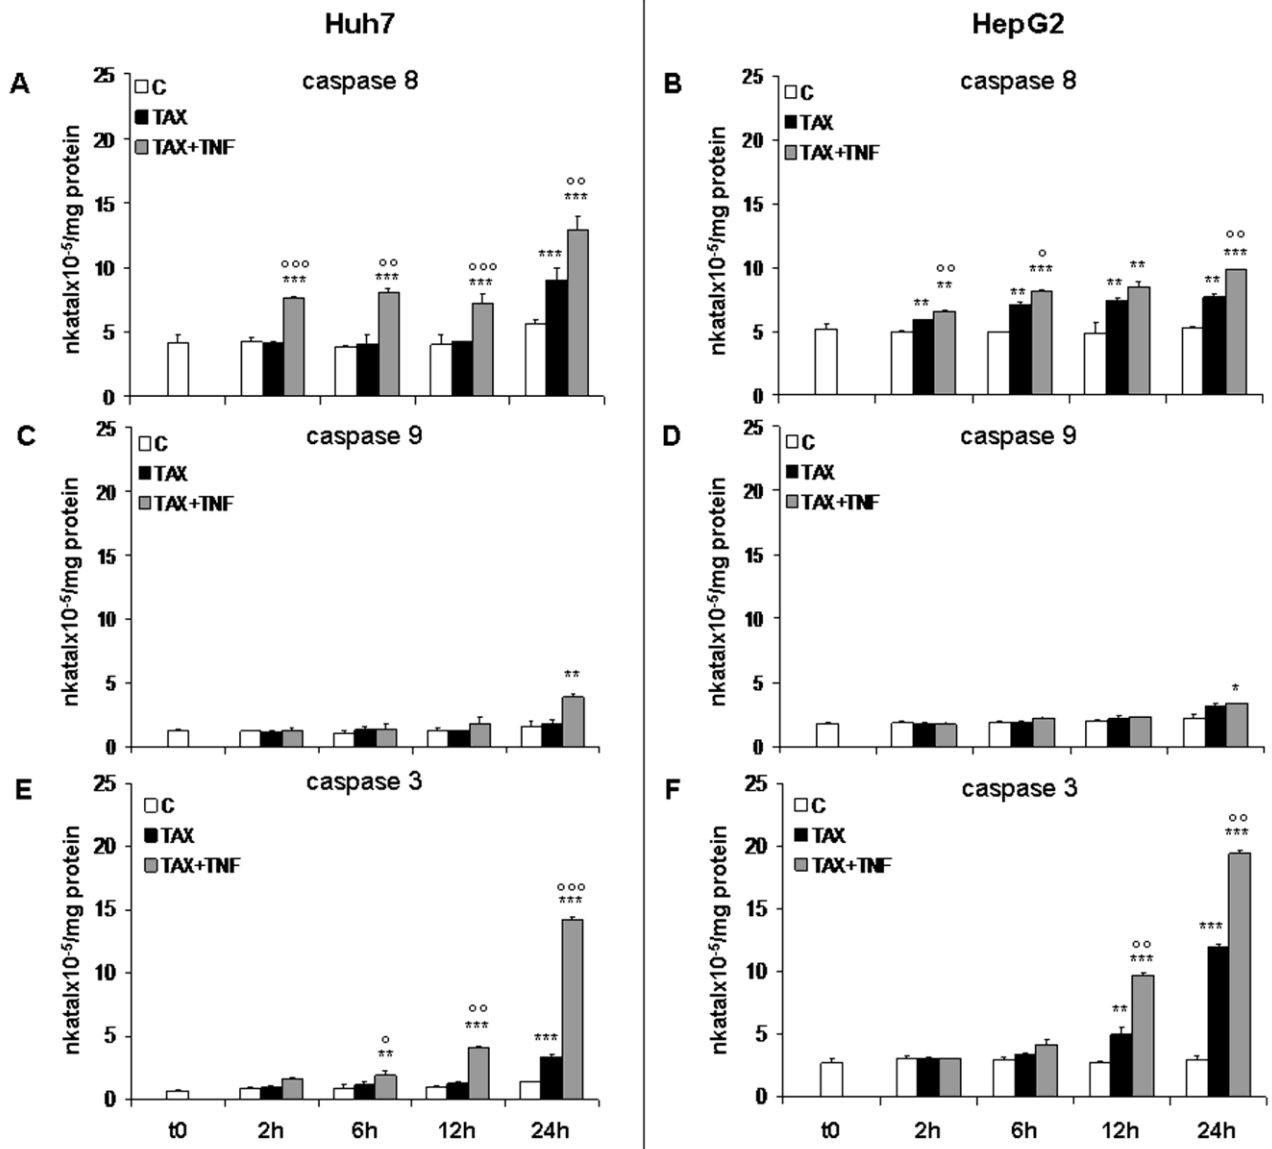 Huh7
HepG2
A
caspase 8
25
20
15
10
5
0
nkatalx10⁻⁵/mg protein
C
TAX
TAX+TNF
°°°
***
°°
***
°°°
***
***
°°
***
B
caspase 8
25
20
15
10
5
0
nkatalx10⁻⁵/mg protein
C
TAX
TAX+TNF
**
°°
**
**
°
***
**
**
**
°°
***
C
caspase 9
25
20
15
10
5
0
nkatalx10⁻⁵/mg protein
C
TAX
TAX+TNF
**
D
caspase 9
25
20
15
10
5
0
nkatalx10⁻⁵/mg protein
C
TAX
TAX+TNF
*
E
caspase 3
25
20
15
10
5
0
nkatalx10⁻⁵/mg protein
C
TAX
TAX+TNF
°
**
°°
***
***
°°°
***
t0 2h 6h 12h 24h
F
caspase 3
25
20
15
10
5
0
nkatalx10⁻⁵/mg protein
C
TAX
TAX+TNF
**
°°
***
***
°°
***
t0 2h 6h 12h 24h